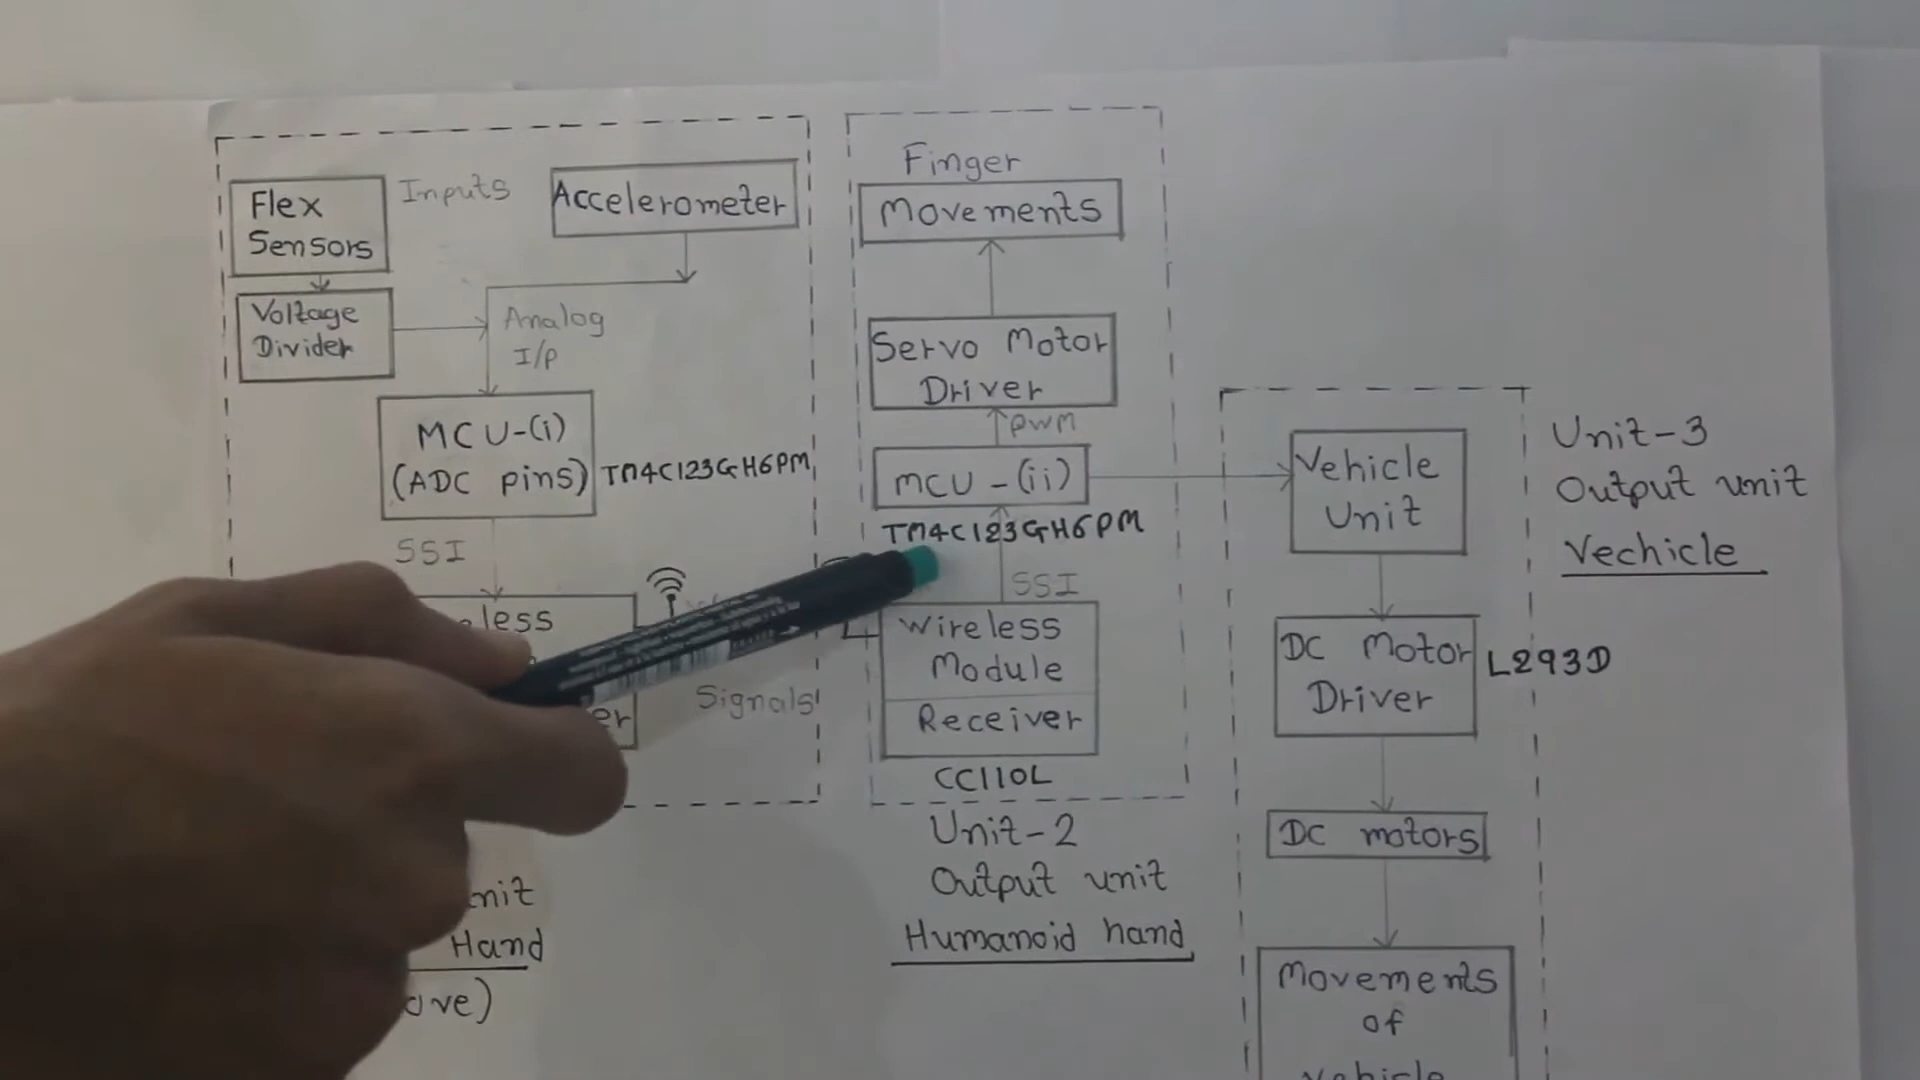 Flex
Sensors
Inputs
Accelerometer
Voltage
Divider
Analog
I/P
MCU-(i)
(ADC pins)
TM4C123GH6PM
SSI
Signals
Finger
Movements
Servo Motor
Driver
PWM
MCU-(ii)
TM4C123GH6PM
SSI
Wireless
Module
Receiver
CC110L
Unit-2
Output unit
Humanoid hand
Hand
Vehicle
Unit
Unit-3
Output unit
Vechicle
DC Motor
Driver
L293D
DC motors
Movements
of